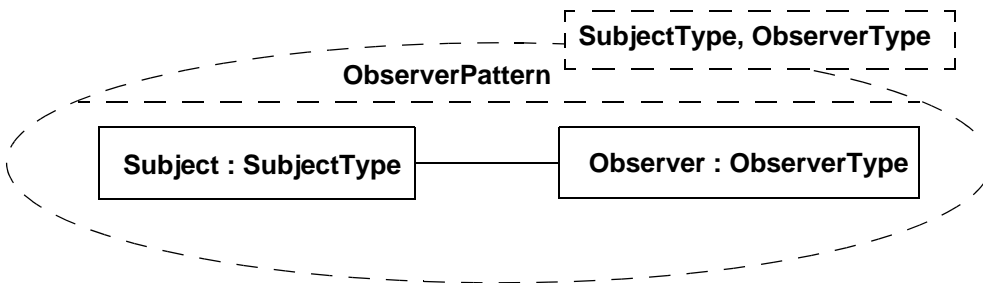 SubjectType, ObserverType
ObserverPattern
Subject : SubjectType
Observer : ObserverType